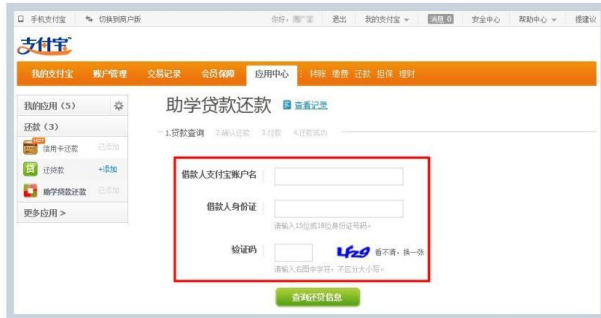 手机支付宝 切换到商户版 你好, 退出 我的支付宝 消息 0 安全中心 帮助中心 提建议
支付宝
我的支付宝 账户管理 交易记录 会员保障 应用中心 转账 缴费 还款 担保 理财
我的应用 (5)
还款 (3)
信用卡还款 已添加
还贷款 +添加
助学贷款还款 已添加
更多应用 >
助学贷款还款 查看记录
1.贷款查询 2.确认还款 3.付款 4.还款成功
借款人支付宝账户名
借款人身份证
请输入15位或18位身份证号码。
验证码 Lfz9 看不清,换一张
请输入右图中字符,不区分大小写。
查询还贷信息